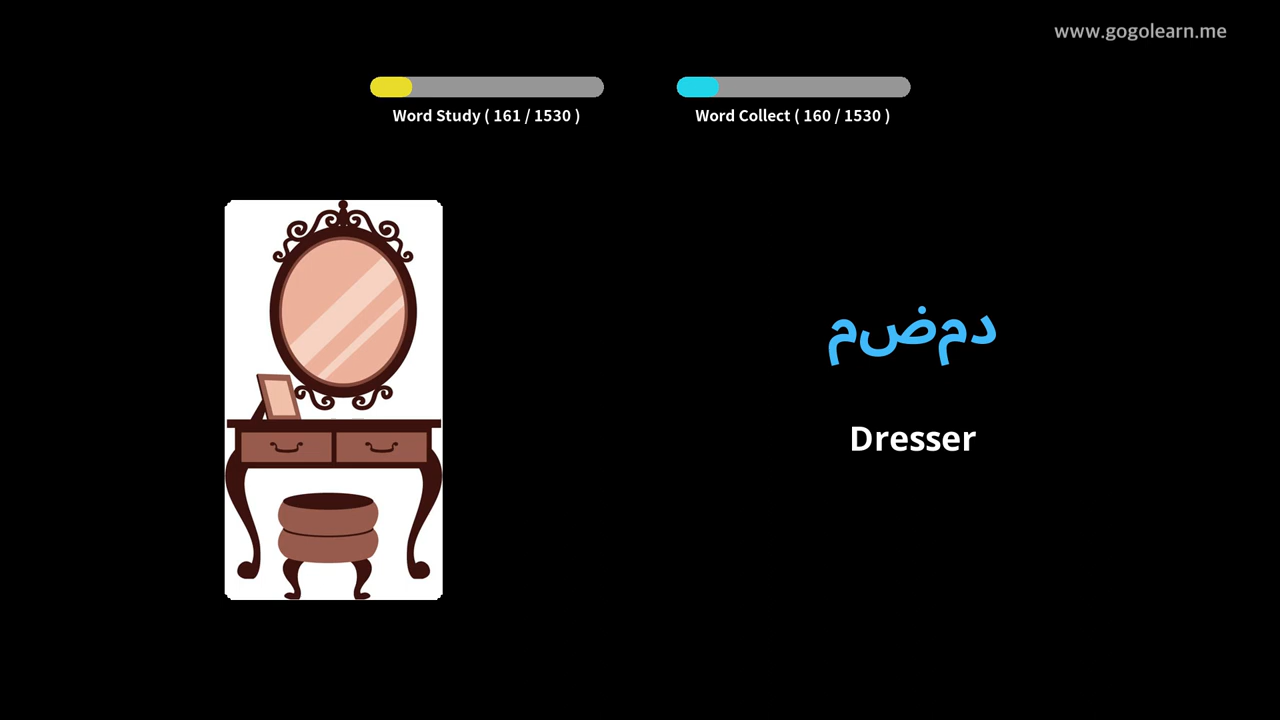 www.gogolearn.me
Word Study ( 161 / 1530 )
Word Collect ( 160 / 1530 )
دمضم
Dresser